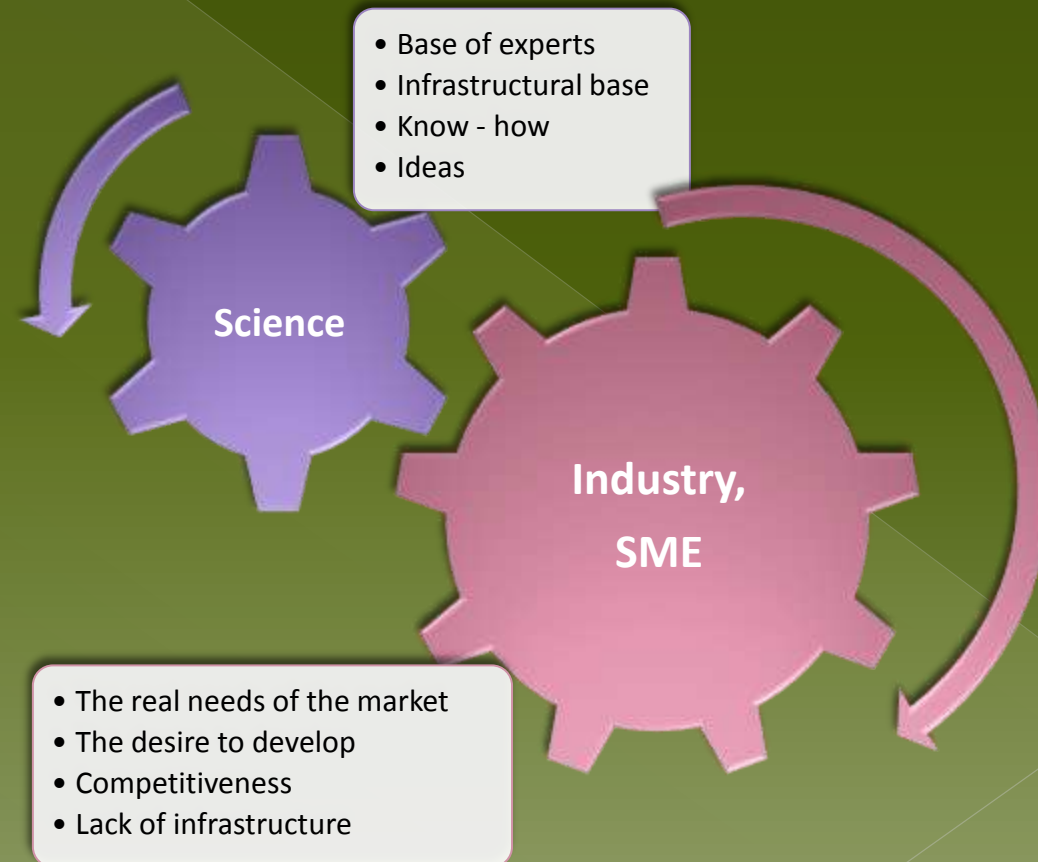 • Base of experts
• Infrastructural base
• Know - how
• Ideas
Science
Industry,
SME
• The real needs of the market
• The desire to develop
• Competitiveness
• Lack of infrastructure